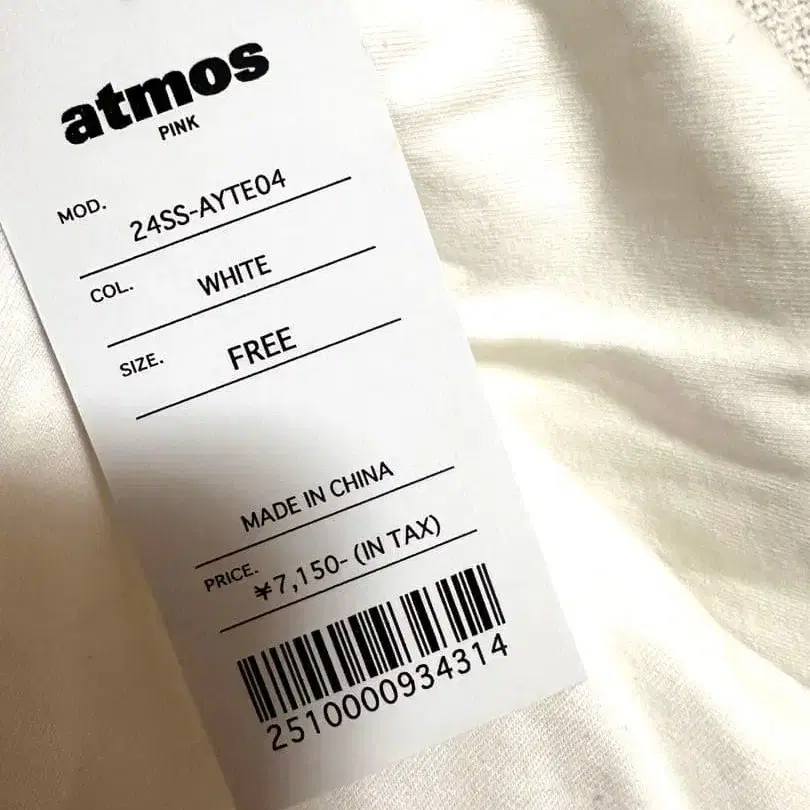 atmos
PINK
MOD. 24SS-AYTE04
COL. WHITE
SIZE. FREE
MADE IN CHINA
PRICE. ¥7,150- (IN TAX)
2510000934314